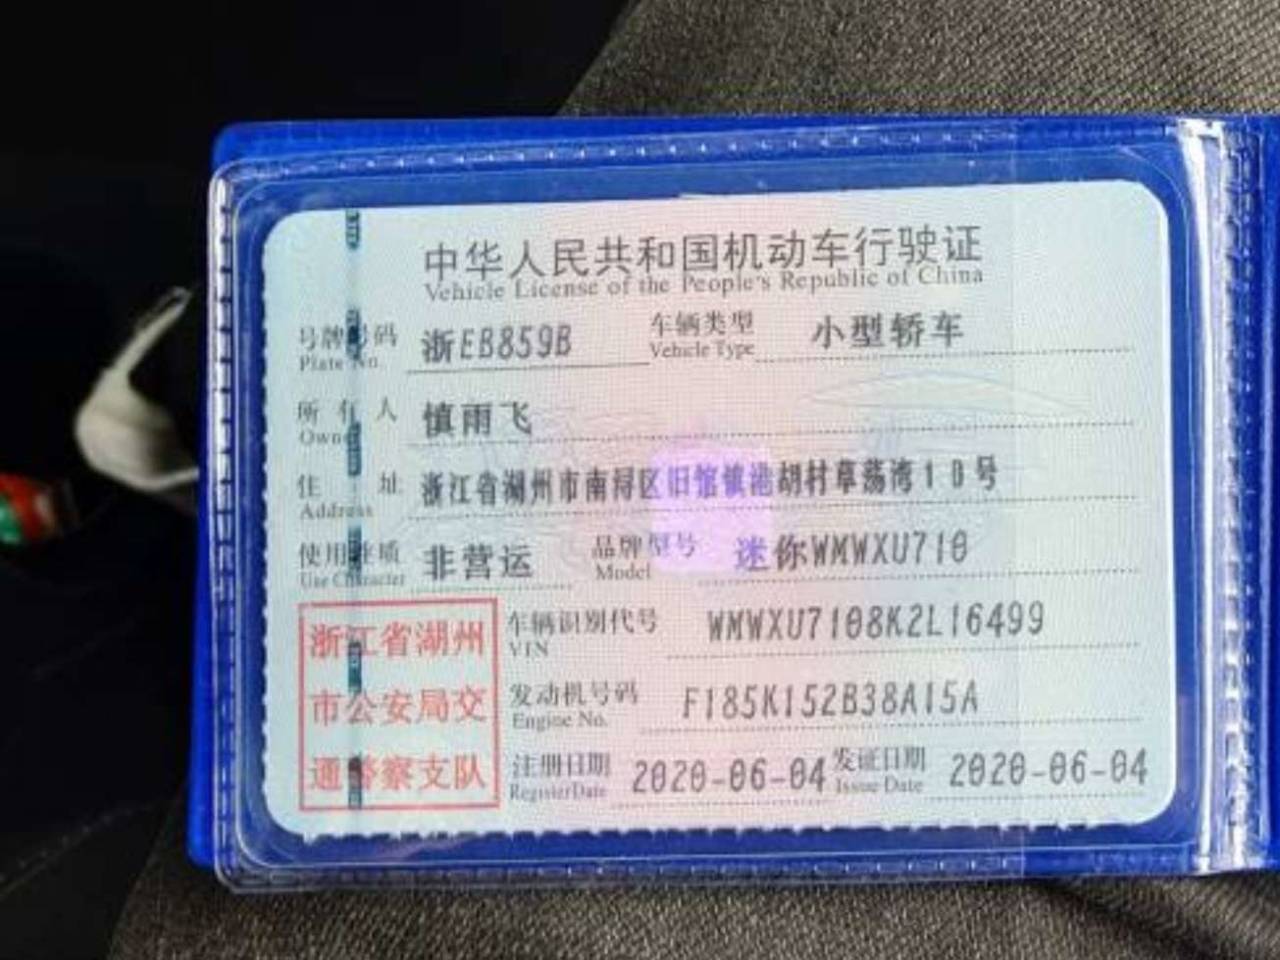 中华人民共和国机动车行驶证
Vehicle License of the People's Republic of China
号牌号码 浙EB859B 车辆类型 小型轿车
Plate No. Vehicle Type
所有人 慎雨飞
Owner
住址 浙江省湖州市南浔区旧馆镇港胡村草荡湾10号
Address
使用性质 非营运 品牌型号 迷你WMWXU710
Use Character Model
车辆识别代号 WMWXU7108K2L16499
VIN
发动机号码 F185K152B38A15A
Engine No.
注册日期 2020-06-04 发证日期 2020-06-04
Register Date Issue Date
浙江省湖州
市公安局交
通警察支队